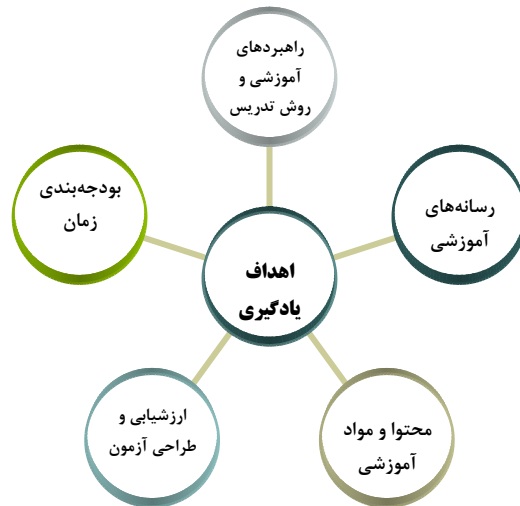 راهبردهای
آموزشی و
روش تدریس
رسانه‌های
آموزشی
بودجه‌بندی
زمان
اهداف
یادگیری
محتوا و مواد
آموزشی
ارزشیابی و
طراحی آزمون